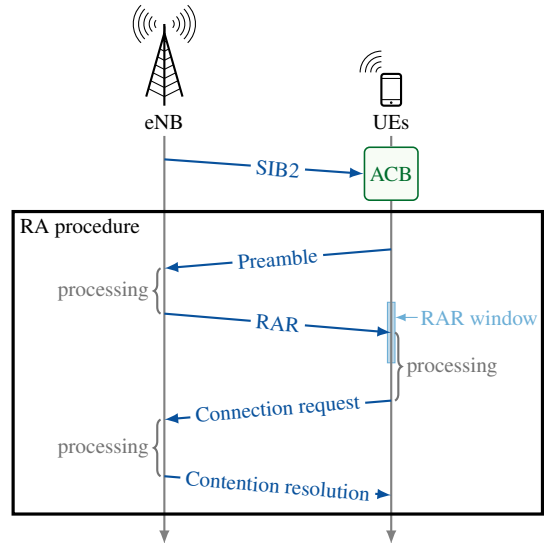 eNB
UEs
SIB2
ACB
RA procedure
Preamble
processing
RAR
RAR window
processing
Connection request
processing
Contention resolution